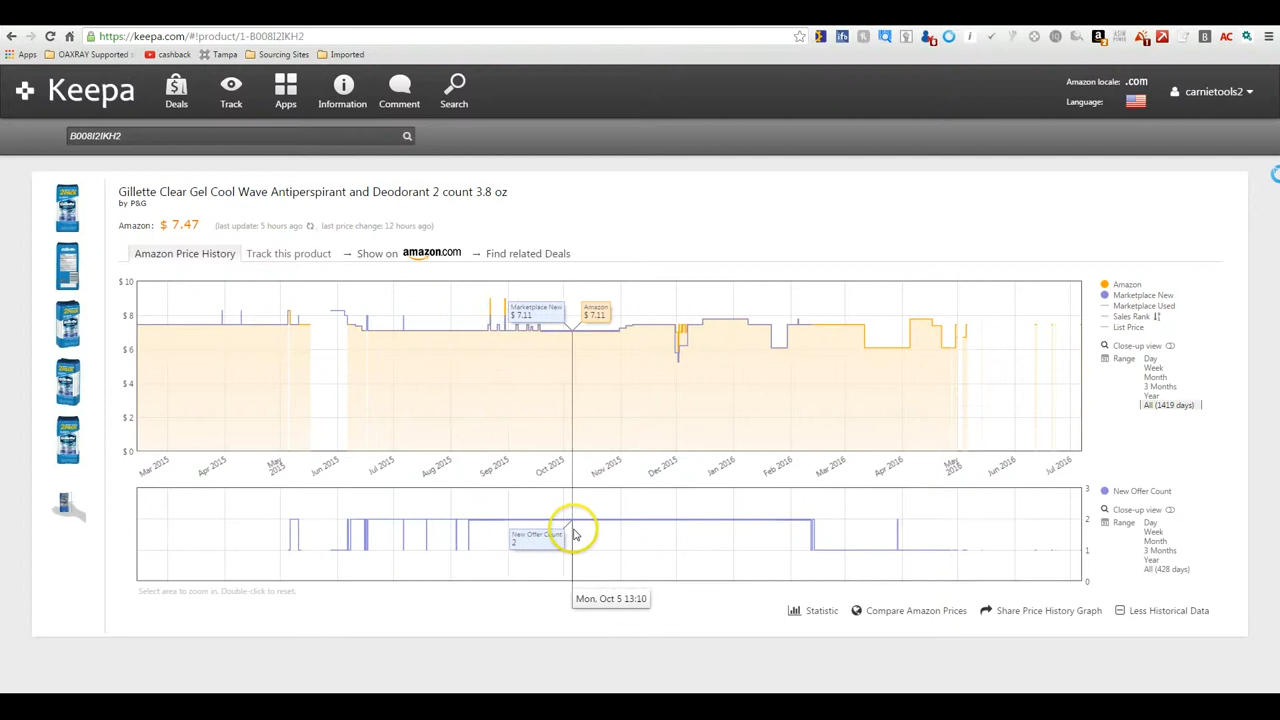 https://keepa.com/#!product/1-B008I2IKH2
Apps OAXRAY Supported cashback Tampa Sourcing Sites Imported
Keepa
Deals Track Apps Information Comment Search
Amazon locale: .com
Language:
carnietools2
B008I2IKH2
Gillette Clear Gel Cool Wave Antiperspirant and Deodorant 2 count 3.8 oz
by P&G
Amazon: $ 7.47 (last update: 5 hours ago , last price change: 12 hours ago)
Amazon Price History Track this product → Show on amazon.com → Find related Deals
$ 10
$ 8
$ 6
$ 4
$ 2
$ 0
Marketplace New
$ 7.11
Amazon
$ 7.11
Mar 2015 Apr 2015 May 2015 Jun 2015 Jul 2015 Aug 2015 Sep 2015 Oct 2015 Nov 2015 Dec 2015 Jan 2016 Feb 2016 Mar 2016 Apr 2016 May 2016 Jun 2016 Jul 2016
Amazon
Marketplace New
Marketplace Used
Sales Rank
List Price
Close-up view
Range Day
Week
Month
3 Months
Year
All (1419 days)
3
2
1
0
New Offer Count
2
Mon, Oct 5 13:10
New Offer Count
Close-up view
Range Day
Week
Month
3 Months
Year
All (428 days)
Select area to zoom in. Double-click to reset.
Statistic Compare Amazon Prices Share Price History Graph Less Historical Data